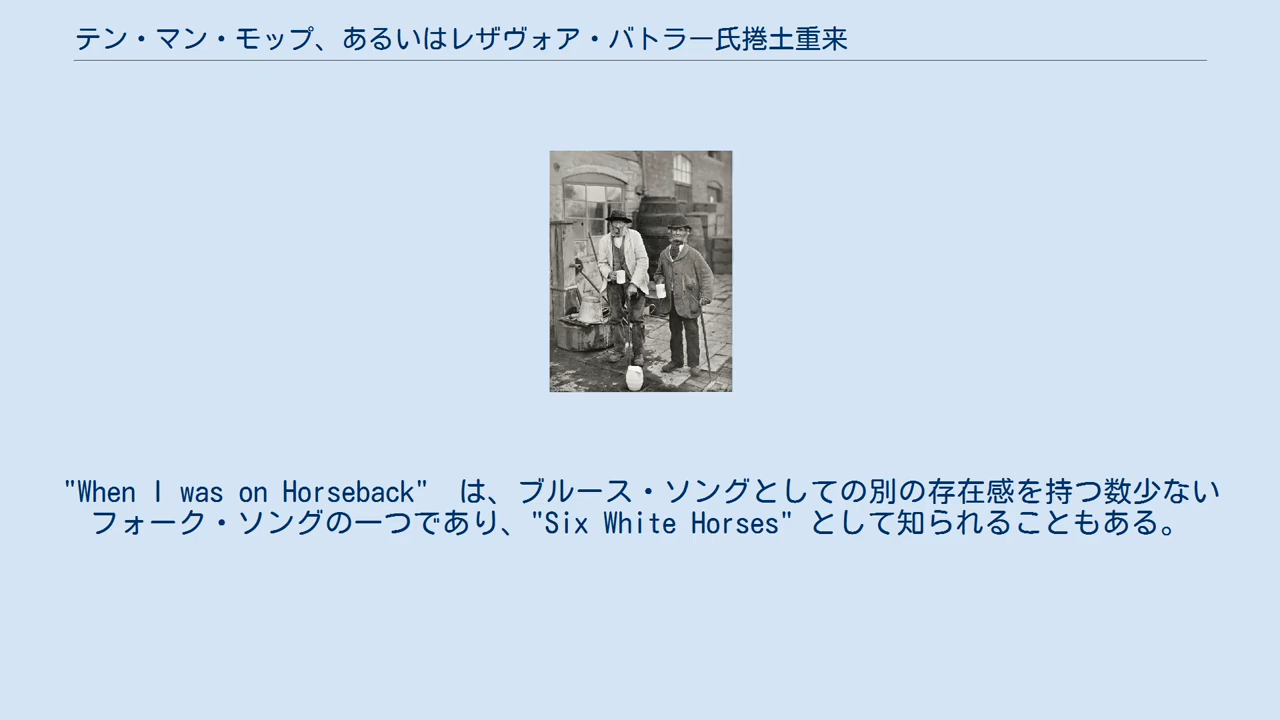 テン・マン・モップ、あるいはレザヴォア・バトラー氏捲土重来
"When I was on Horseback"　は、ブルース・ソングとしての別の存在感を持つ数少ない
フォーク・ソングの一つであり、"Six White Horses" として知られることもある。